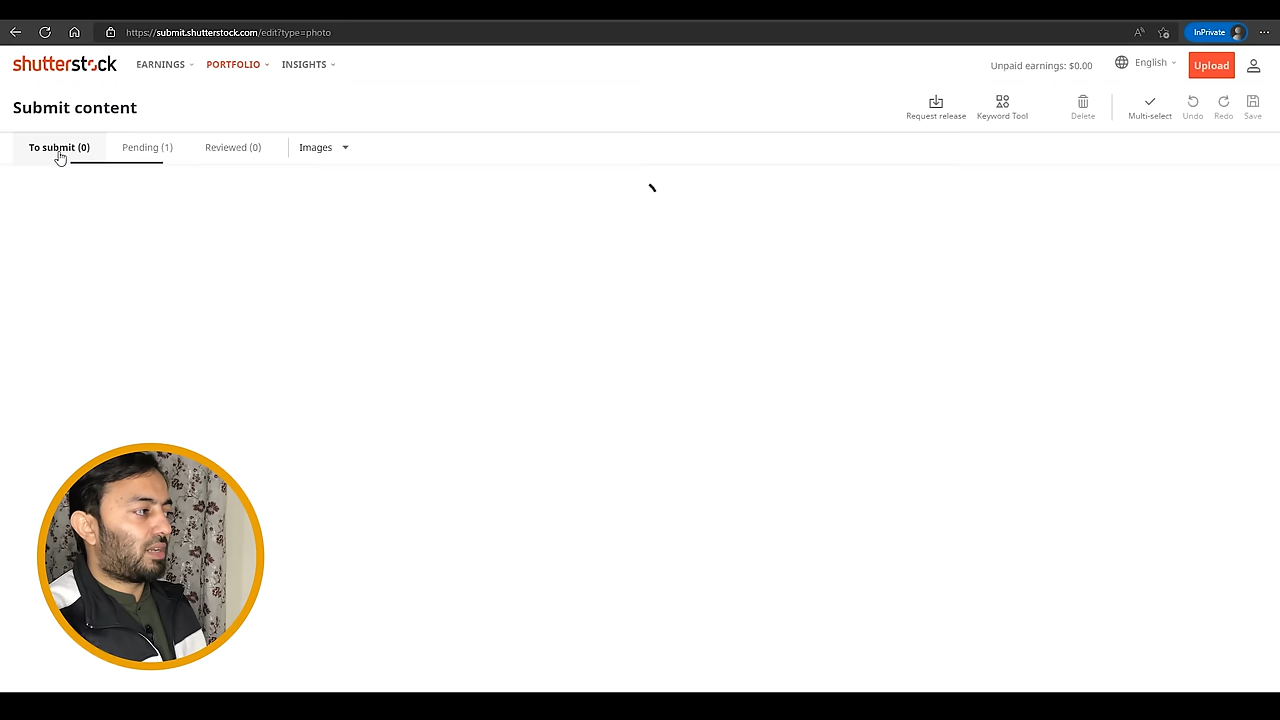 https://submit.shutterstock.com/edit?type=photo
InPrivate
shutterstock EARNINGS PORTFOLIO INSIGHTS Unpaid earnings: $0.00 English Upload
Submit content
Request release Keyword Tool Delete Multi-select Undo Redo Save
To submit (0) Pending (1) Reviewed (0) Images